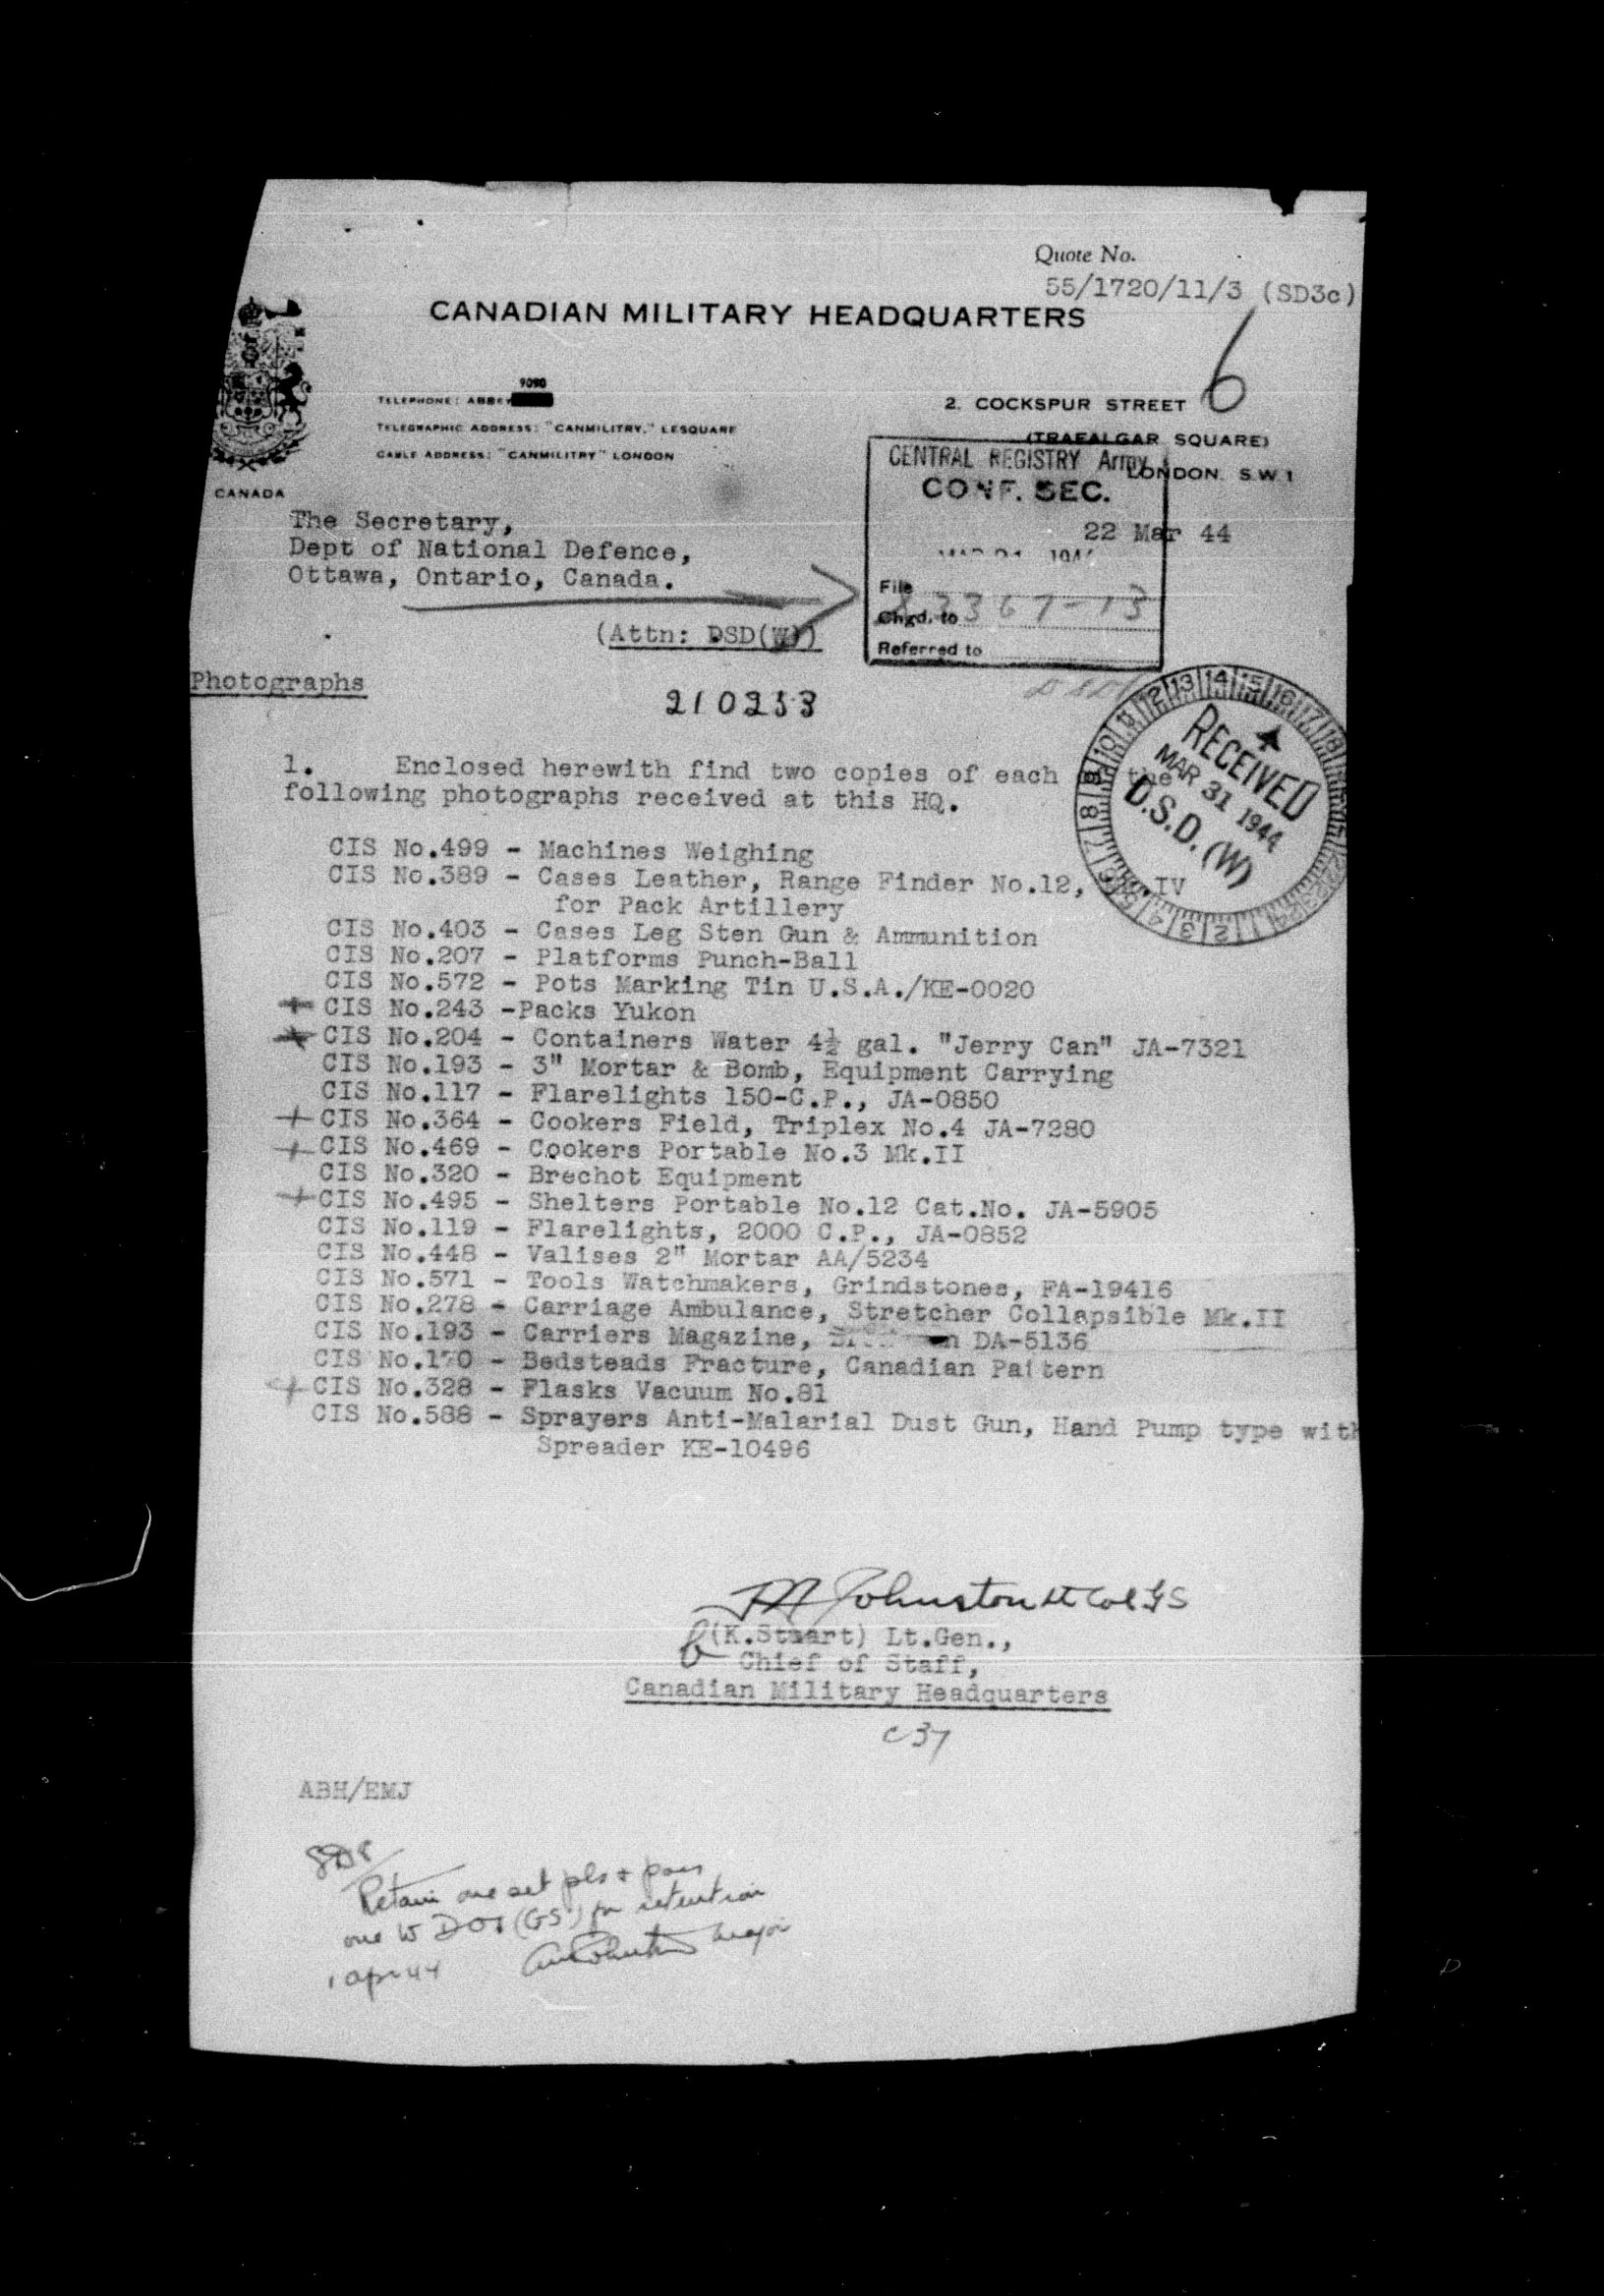 Quote No.
55/1720/11/3 (SD3c)
CANADIAN MILITARY HEADQUARTERS
6
9090
TELEPHONE: ABBEY
TELEGRAPHIC ADDRESS: "CANMILITRY," LESQUARE
CABLE ADDRESS: "CANMILITRY" LONDON
2. COCKSPUR STREET
(TRAFALGAR SQUARE)
LONDON. S.W.1
CANADA
CENTRAL REGISTRY Army
CONF. SEC.
22 Mar 44
The Secretary,
Dept of National Defence,
Ottawa, Ontario, Canada.
File
Chgd. to
Referred to
(Attn: DSD(W))
Photographs
210233
RECEIVED
MAR 31 1944
D.S.D. (W)
1. Enclosed herewith find two copies of each the
following photographs received at this HQ.
CIS No.499 - Machines Weighing
CIS No.389 - Cases Leather, Range Finder No.12, IV
for Pack Artillery
CIS No.403 - Cases Leg Sten Gun & Ammunition
CIS No.207 - Platforms Punch-Ball
CIS No.572 - Pots Marking Tin U.S.A./KE-0020
+ CIS No.243 -Packs Yukon
+ CIS No.204 - Containers Water 4½ gal. "Jerry Can" JA-7321
CIS No.193 - 3" Mortar & Bomb, Equipment Carrying
CIS No.117 - Flarelights 150-C.P., JA-0850
+ CIS No.364 - Cookers Field, Triplex No.4 JA-7280
+ CIS No.469 - Cookers Portable No.3 Mk.II
CIS No.320 - Brechot Equipment
+ CIS No.495 - Shelters Portable No.12 Cat.No. JA-5905
CIS No.119 - Flarelights, 2000 C.P., JA-0852
CIS No.448 - Valises 2" Mortar AA/5234
CIS No.571 - Tools Watchmakers, Grindstones, FA-19416
CIS No.278 - Carriage Ambulance, Stretcher Collapsible Mk.II
CIS No.193 - Carriers Magazine, DA-5136
CIS No.170 - Bedsteads Fracture, Canadian Pattern
+ CIS No.328 - Flasks Vacuum No.81
CIS No.588 - Sprayers Anti-Malarial Dust Gun, Hand Pump type with
Spreader KE-10496
Johnston Lt Col GS
(K.Stuart) Lt.Gen.,
Chief of Staff,
Canadian Military Headquarters
C37
ABH/EMJ
Retain one set pls + pass
one to (GS) for retention
1 Apr 44 Major